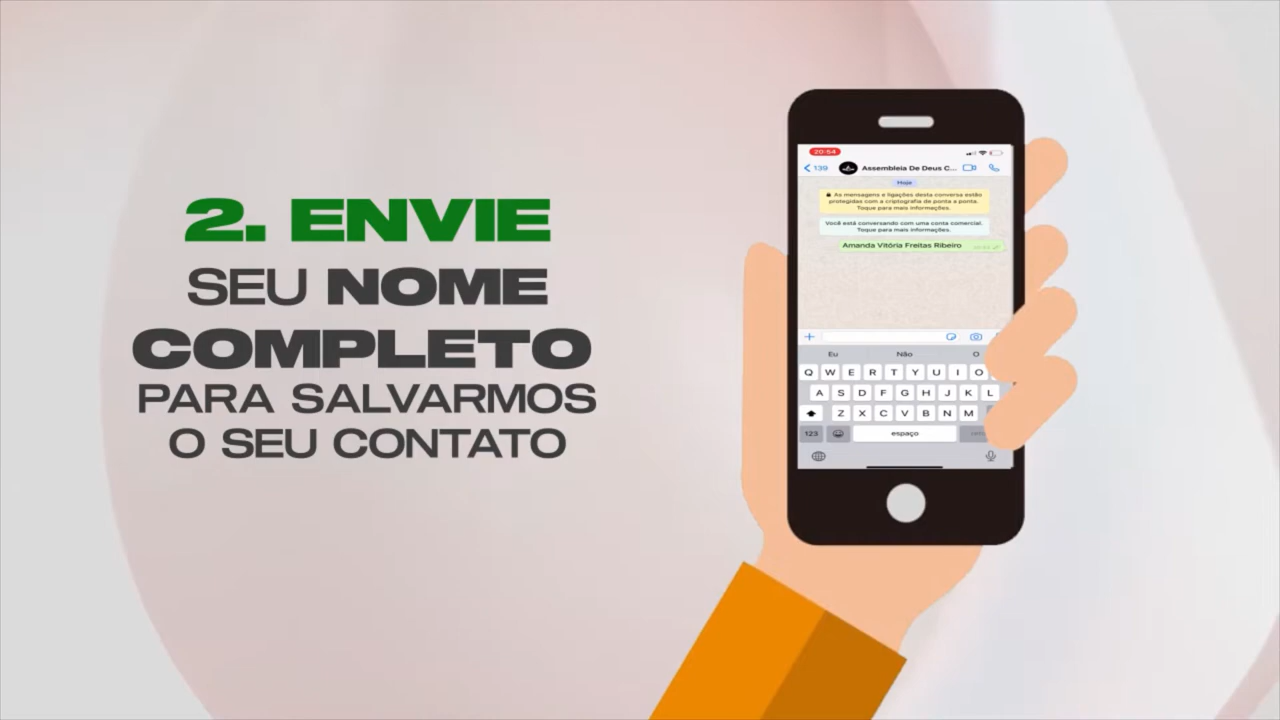 2. ENVIE
SEU NOME
COMPLETO
PARA SALVARMOS
O SEU CONTATO
20:54
139
Assembleia De Deus C...
Hoje
As mensagens e ligações desta conversa estão
protegidas com a criptografia de ponta a ponta.
Toque para mais informações.
Você está conversando com uma conta comercial.
Toque para mais informações.
Amanda Vitória Freitas Ribeiro
Eu Não O
Q W E R T Y U I O
A S D F G H J K L
Z X C V B N M
123 espaço